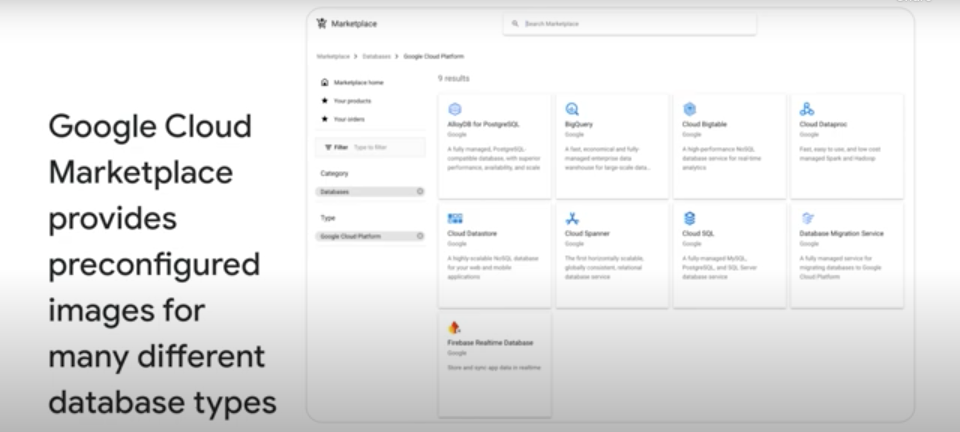 Google Cloud
Marketplace
provides
preconfigured
images for
many different
database types
Marketplace
Search Marketplace
Marketplace > Databases > Google Cloud Platform
Marketplace home
Your products
Your orders
Filter Type to filter
Category
Databases
Type
Google Cloud Platform
9 results
AlloyDB for PostgreSQL
Google
A fully managed, PostgreSQL-
compatible database, with superior
performance, availability, and scale
BigQuery
Google
A fast, economical and fully-
managed enterprise data
warehouse for large-scale data...
Cloud Bigtable
Google
A high-performance NoSQL
database service for real-time
analytics
Cloud Dataproc
Google
Fast, easy to use, and low cost
managed Spark and Hadoop
Cloud Datastore
Google
A highly-scalable NoSQL database
for your web and mobile
applications
Cloud Spanner
Google
The first horizontally scalable,
globally consistent, relational
database service
Cloud SQL
Google
A fully-managed MySQL,
PostgreSQL, and SQL Server
database service
Database Migration Service
Google
A fully managed service for
migrating databases to Google
Cloud Platform
Firebase Realtime Database
Google
Store and sync app data in realtime